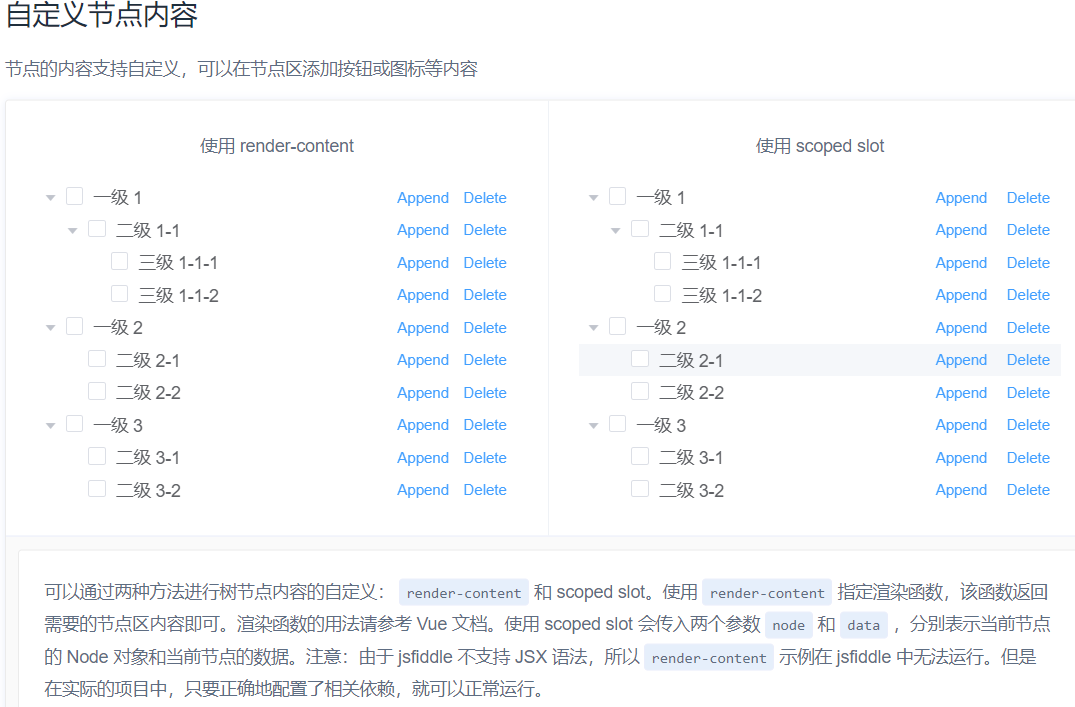 自定义节点内容
节点的内容支持自定义，可以在节点区添加按钮或图标等内容
使用 render-content
一级 1 Append Delete
二级 1-1 Append Delete
三级 1-1-1 Append Delete
三级 1-1-2 Append Delete
一级 2 Append Delete
二级 2-1 Append Delete
二级 2-2 Append Delete
一级 3 Append Delete
二级 3-1 Append Delete
二级 3-2 Append Delete
使用 scoped slot
一级 1 Append Delete
二级 1-1 Append Delete
三级 1-1-1 Append Delete
三级 1-1-2 Append Delete
一级 2 Append Delete
二级 2-1 Append Delete
二级 2-2 Append Delete
一级 3 Append Delete
二级 3-1 Append Delete
二级 3-2 Append Delete
可以通过两种方法进行树节点内容的自定义：render-content 和 scoped slot。使用 render-content 指定渲染函数，该函数返回
需要的节点区内容即可。渲染函数的用法请参考 Vue 文档。使用 scoped slot 会传入两个参数 node 和 data ，分别表示当前节点
的 Node 对象和当前节点的数据。注意：由于 jsfiddle 不支持 JSX 语法，所以 render-content 示例在 jsfiddle 中无法运行。但是
在实际的项目中，只要正确地配置了相关依赖，就可以正常运行。